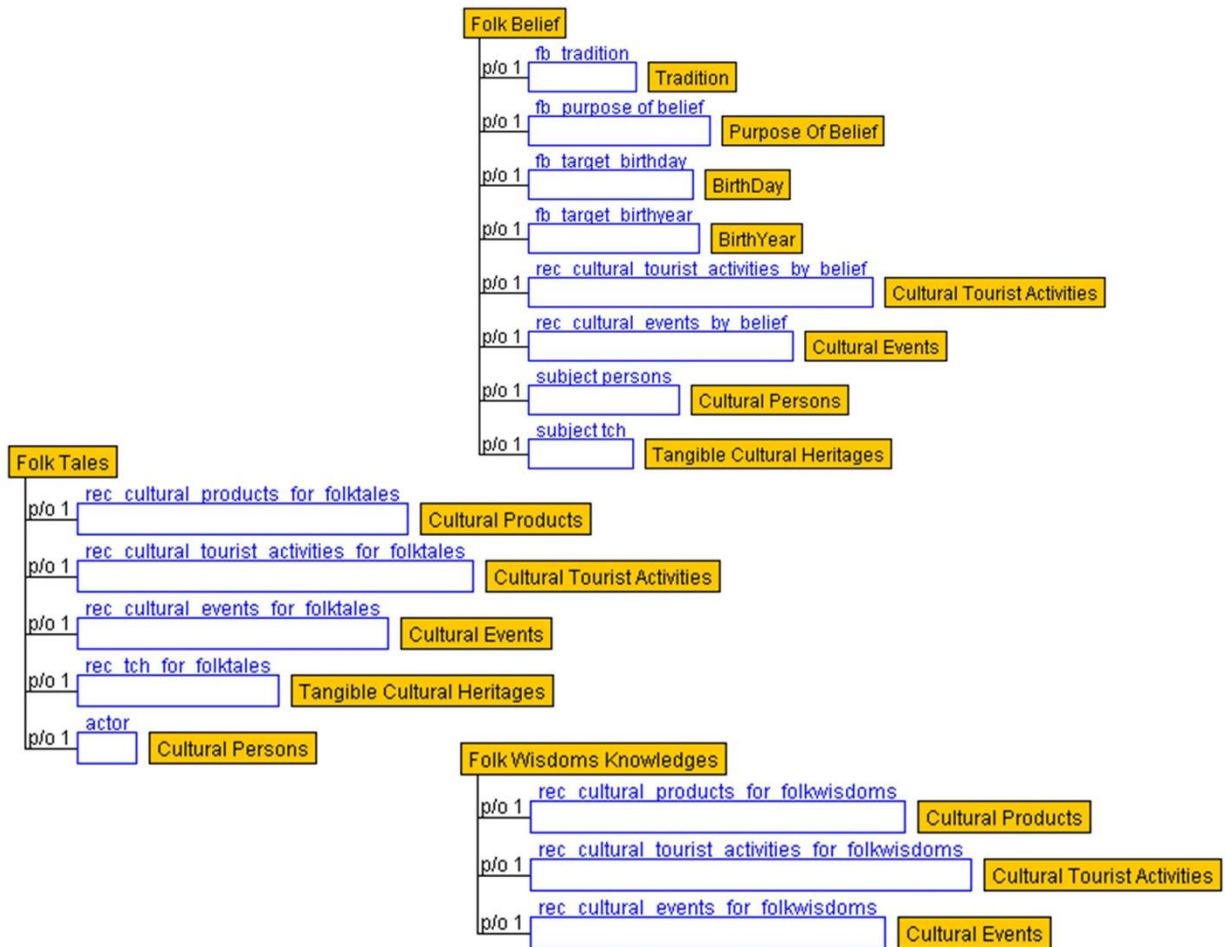 Folk Belief
p/o 1 fb_tradition Tradition
p/o 1 fb_purpose of belief Purpose Of Belief
p/o 1 fb_target_birthday BirthDay
p/o 1 fb_target_birthyear BirthYear
p/o 1 rec_cultural_tourist_activities_by_belief Cultural Tourist Activities
p/o 1 rec_cultural_events_by_belief Cultural Events
p/o 1 subject persons Cultural Persons
p/o 1 subject tch Tangible Cultural Heritages
Folk Tales
p/o 1 rec_cultural_products_for_folktales Cultural Products
p/o 1 rec_cultural_tourist_activities_for_folktales Cultural Tourist Activities
p/o 1 rec_cultural_events_for_folktales Cultural Events
p/o 1 rec_tch_for_folktales Tangible Cultural Heritages
p/o 1 actor Cultural Persons
Folk Wisdoms Knowledges
p/o 1 rec_cultural_products_for_folkwisdoms Cultural Products
p/o 1 rec_cultural_tourist_activities_for_folkwisdoms Cultural Tourist Activities
p/o 1 rec_cultural_events_for_folkwisdoms Cultural Events